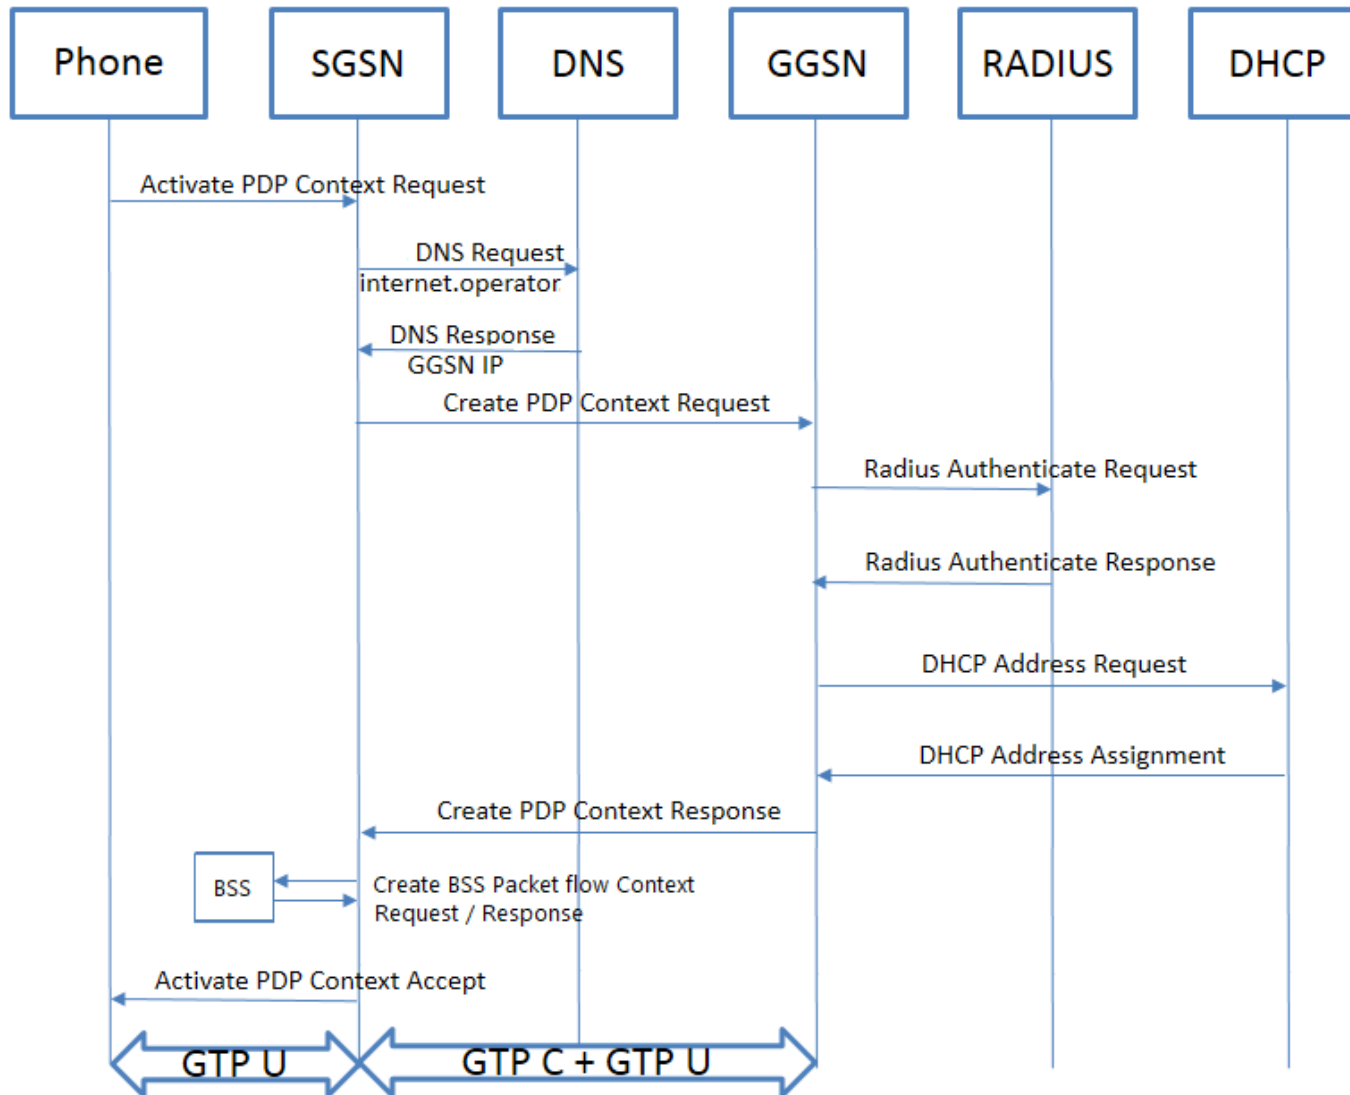 Phone
SGSN
DNS
GGSN
RADIUS
DHCP
Activate PDP Context Request
DNS Request
internet.operator
DNS Response
GGSN IP
Create PDP Context Request
Radius Authenticate Request
Radius Authenticate Response
DHCP Address Request
DHCP Address Assignment
Create PDP Context Response
BSS
Create BSS Packet flow Context
Request / Response
Activate PDP Context Accept
GTP U
GTP C + GTP U